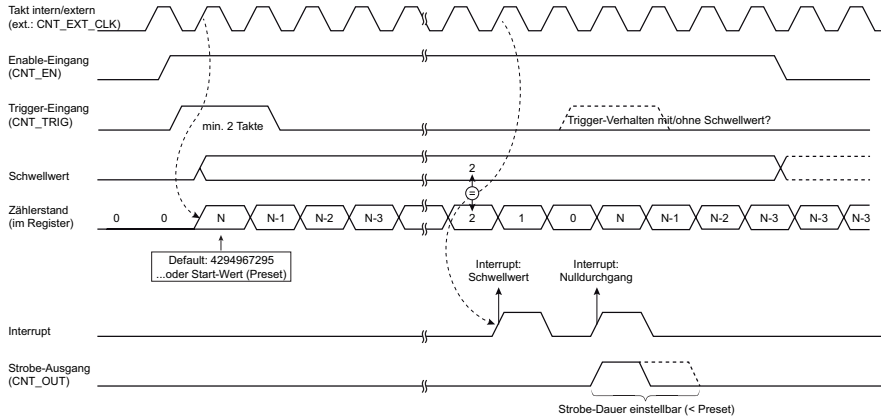 Takt intern/extern
(ext.: CNT_EXT_CLK)
Enable-Eingang
(CNT_EN)
Trigger-Eingang
(CNT_TRIG)
min. 2 Takte
Trigger-Verhalten mit/ohne Schwellwert?
Schwellwert
2
=
Zählerstand
(im Register)
0 0 N N-1 N-2 N-3 2 1 0 N N-1 N-2 N-3 N-3 N-3
Default: 4294967295
...oder Start-Wert (Preset)
Interrupt:
Schwellwert
Interrupt:
Nulldurchgang
Interrupt
Strobe-Ausgang
(CNT_OUT)
Strobe-Dauer einstellbar (< Preset)